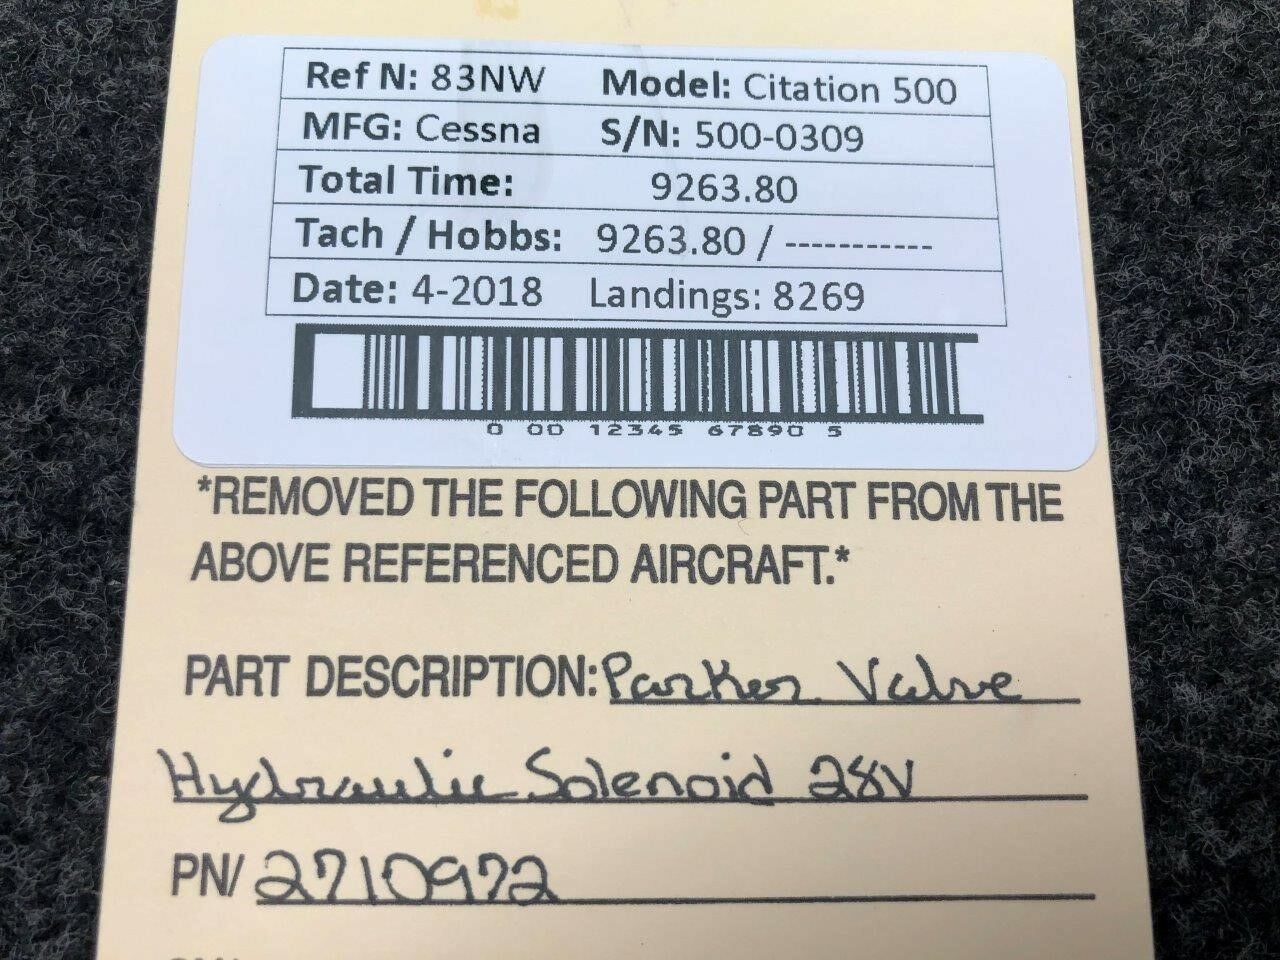 Ref N: 83NW Model: Citation 500
MFG: Cessna S/N: 500-0309
Total Time: 9263.80
Tach / Hobbs: 9263.80 / -----------
Date: 4-2018 Landings: 8269
0 00 12345 67890 5
*REMOVED THE FOLLOWING PART FROM THE
ABOVE REFERENCED AIRCRAFT.*
PART DESCRIPTION: Parker Valve
Hydraulic Solenoid 28V
PN/ 2710972